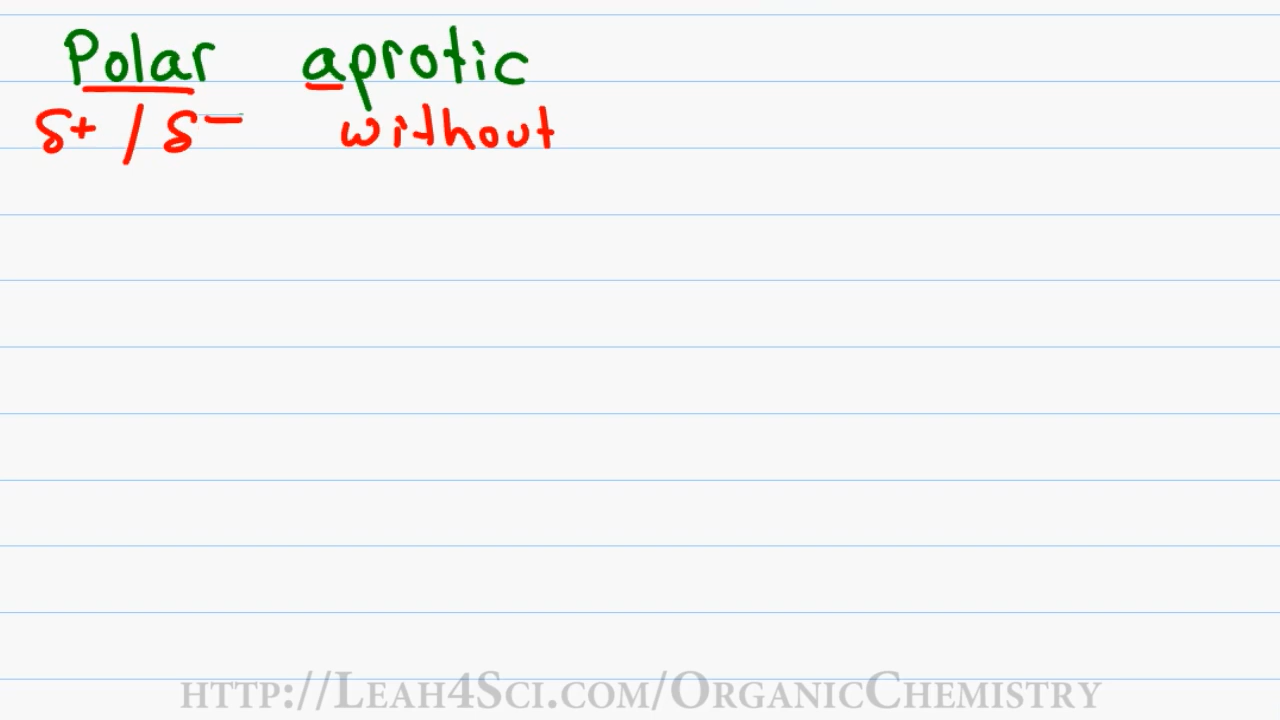 Polar aprotic
δ+ / δ− without
HTTP://LEAH4SCI.COM/ORGANICCHEMISTRY